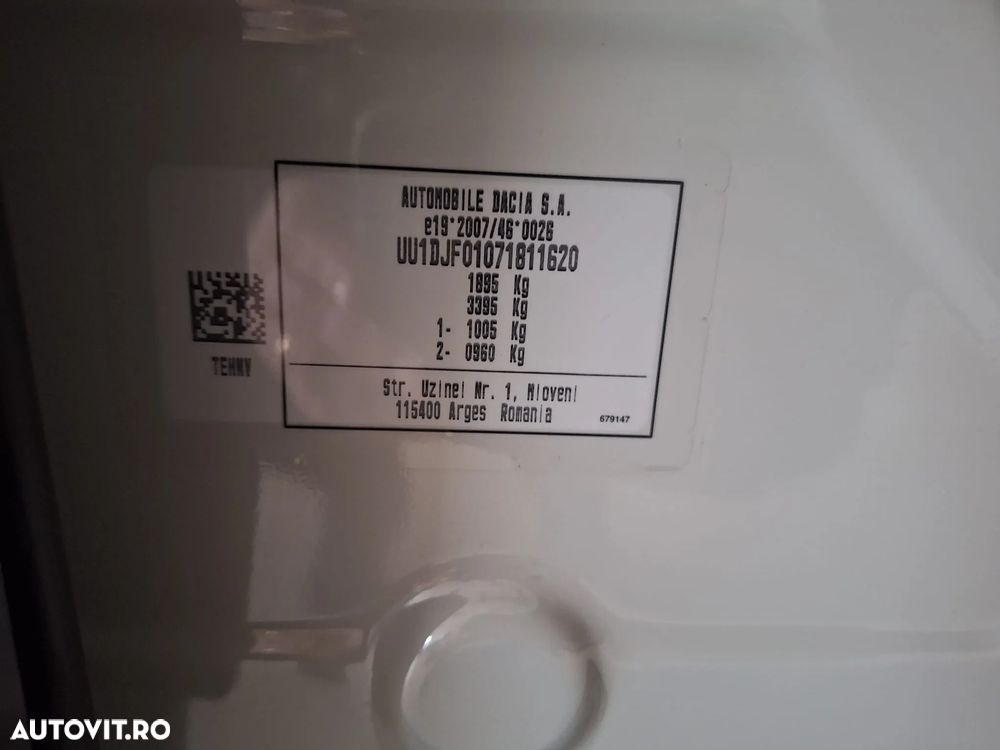 AUTOMOBILE DACIA S.A.
e19*2007/46*0026
UU1DJF01071811620
1895 Kg
3395 Kg
1- 1005 Kg
2- 0960 Kg
TEHNV
Str. Uzinei Nr. 1, Mioveni
115400 Arges Romania
679147
AUTOVIT.RO